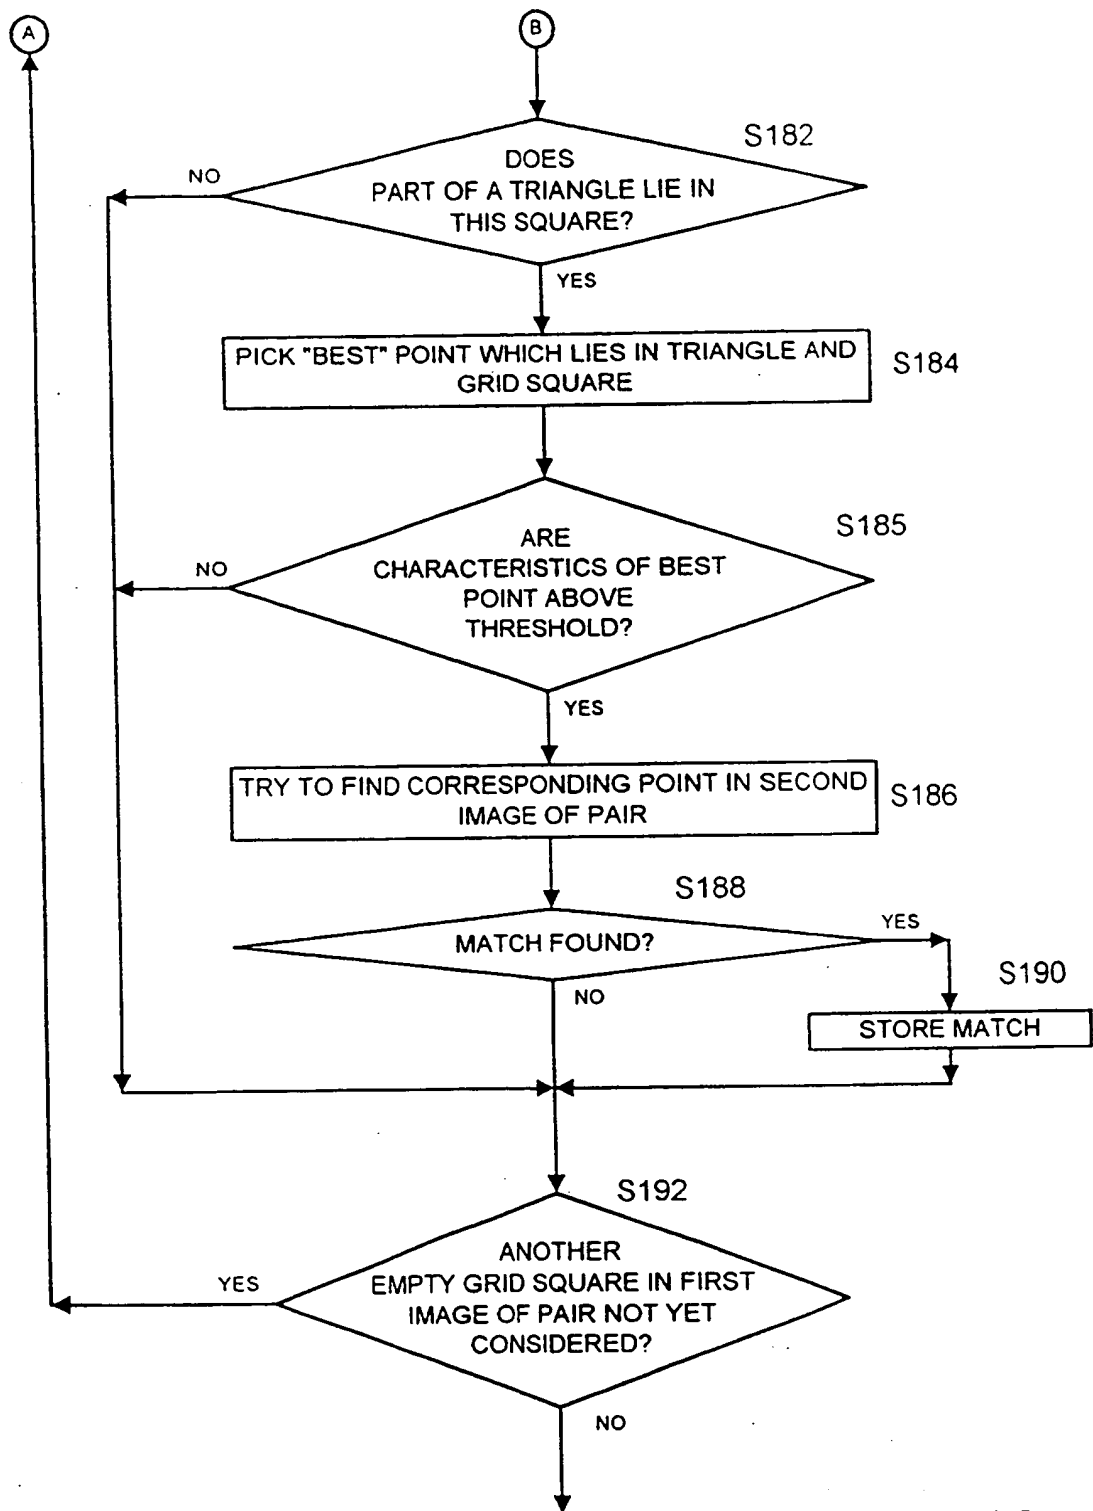 A
B
S182
DOES
PART OF A TRIANGLE LIE IN
THIS SQUARE?
NO
YES
PICK "BEST" POINT WHICH LIES IN TRIANGLE AND
GRID SQUARE
S184
S185
ARE
CHARACTERISTICS OF BEST
POINT ABOVE
THRESHOLD?
NO
YES
TRY TO FIND CORRESPONDING POINT IN SECOND
IMAGE OF PAIR
S186
S188
MATCH FOUND?
YES
NO
S190
STORE MATCH
S192
ANOTHER
EMPTY GRID SQUARE IN FIRST
IMAGE OF PAIR NOT YET
CONSIDERED?
YES
NO